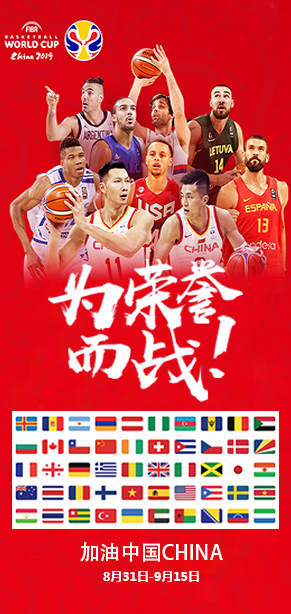 FIBA
BASKETBALL
WORLD CUP
China 2019
ARGENTINA
LIETUVA
USA
ESPAÑA
13
CHINA
11
CHINA
为荣誉
而战!
加油中国CHINA
8月31日-9月15日